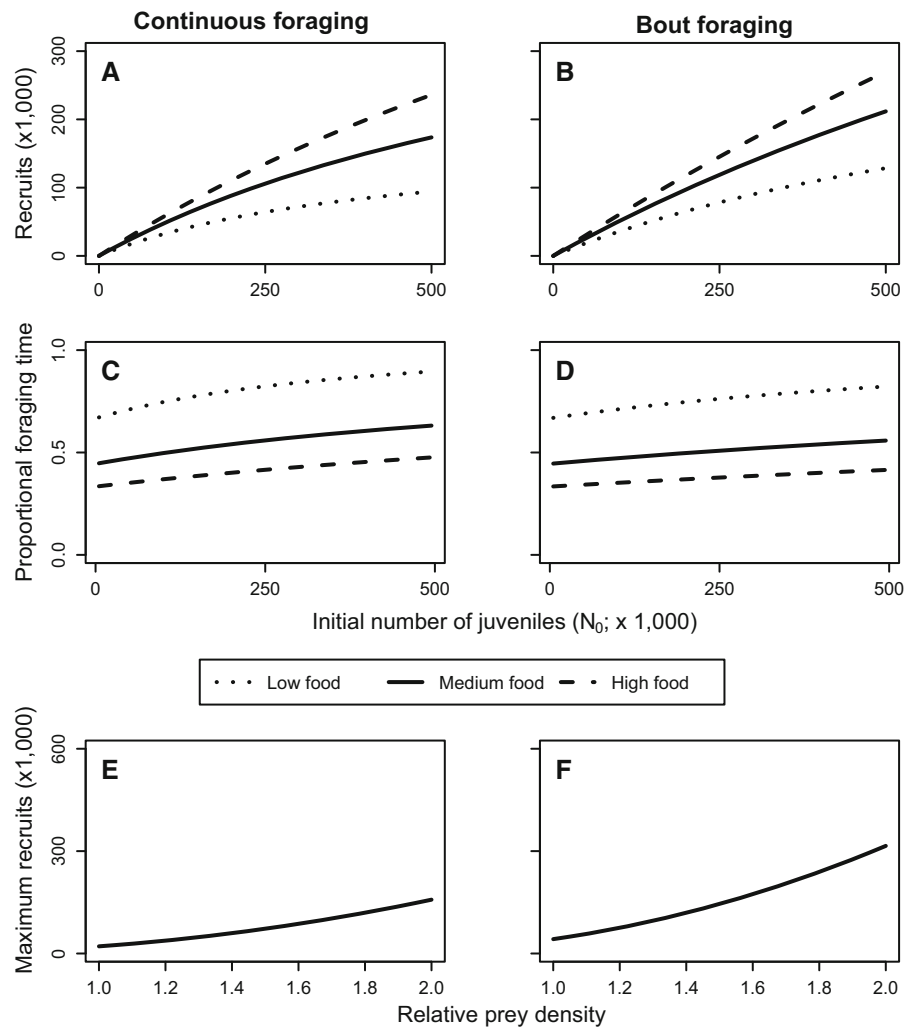 Continuous foraging
Bout foraging
Recruits (x1,000)
300
200
100
0
A
0 250 500
B
0 250 500
Proportional foraging time
1.0
0.5
0.0
C
0 250 500
D
0 250 500
Initial number of juveniles (N₀; x 1,000)
Low food Medium food High food
Maximum recruits (x1,000)
600
300
0
E
1.0 1.2 1.4 1.6 1.8 2.0
F
1.0 1.2 1.4 1.6 1.8 2.0
Relative prey density